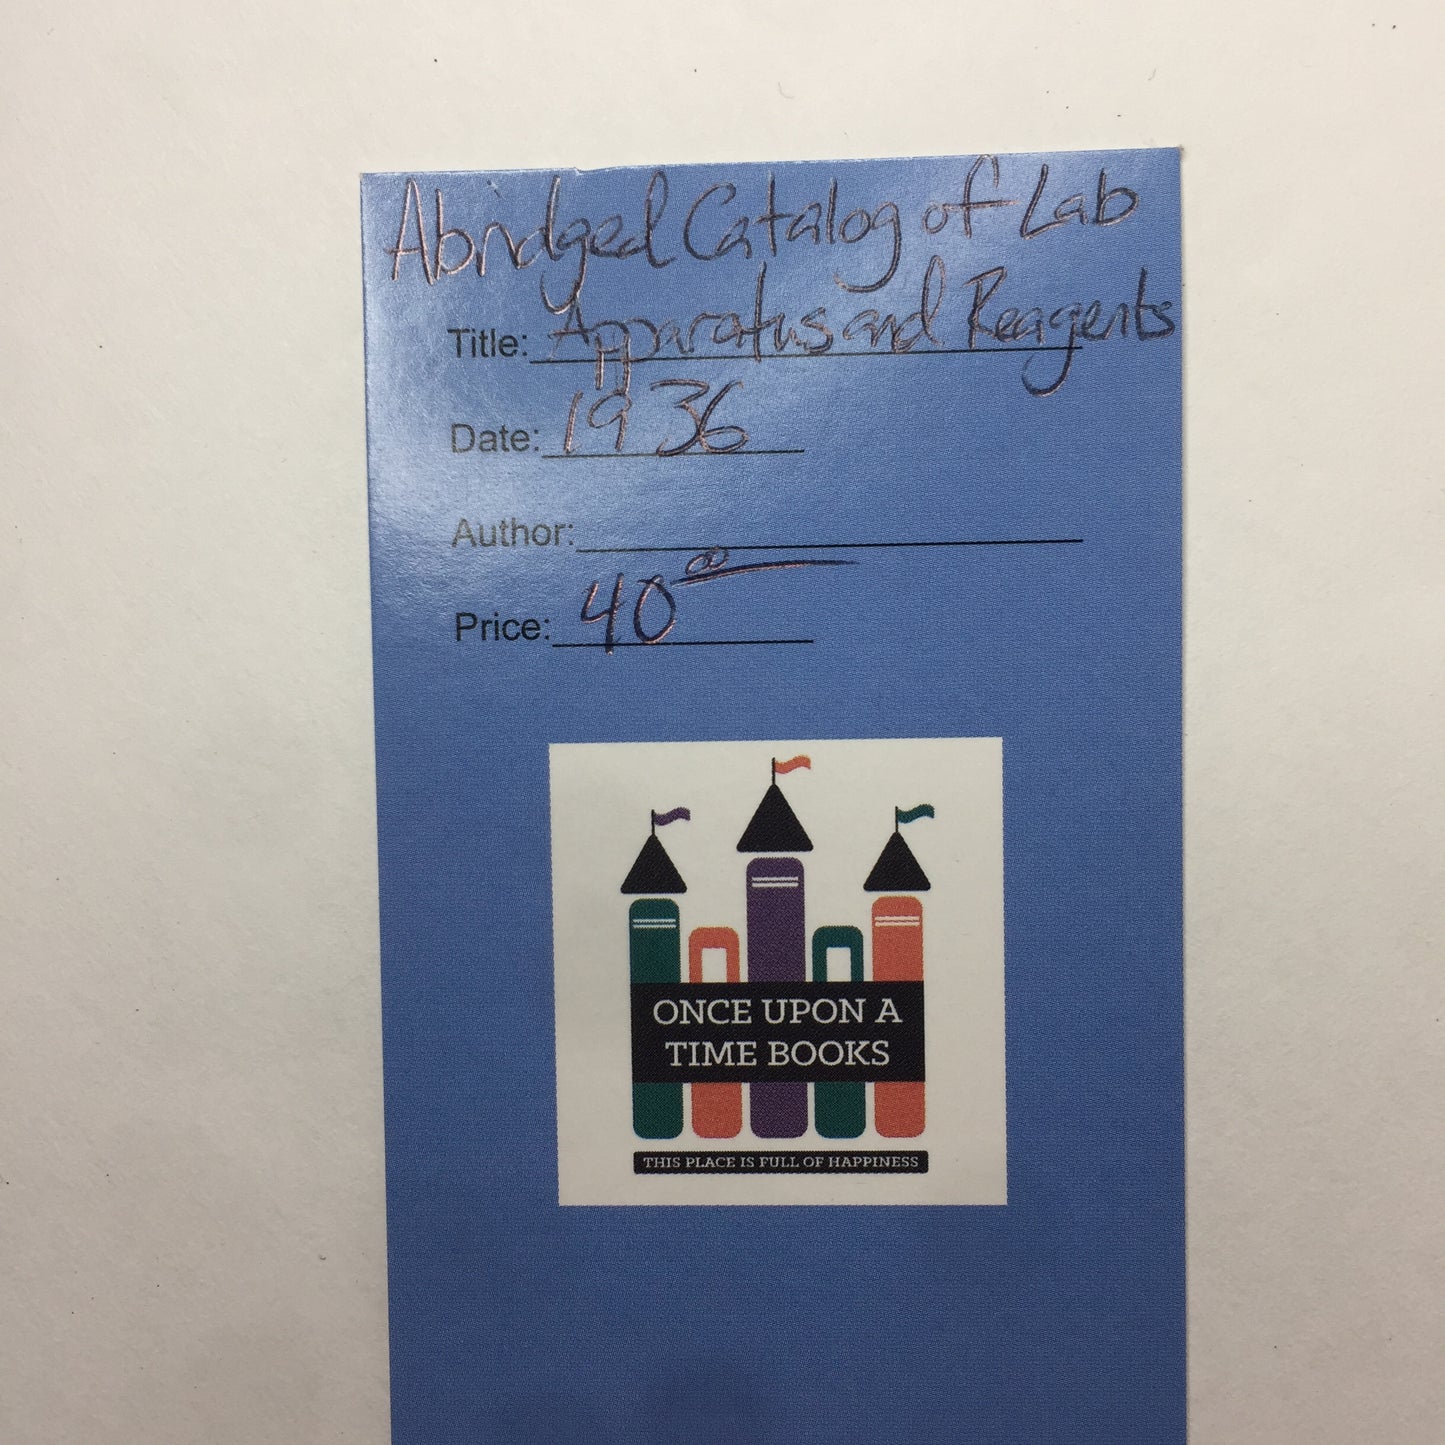 Abridged Catalog of Lab
Title: Apparatus and Reagents
Date: 1936
Author:
Price: 40 00
ONCE UPON A
TIME BOOKS
THIS PLACE IS FULL OF HAPPINESS